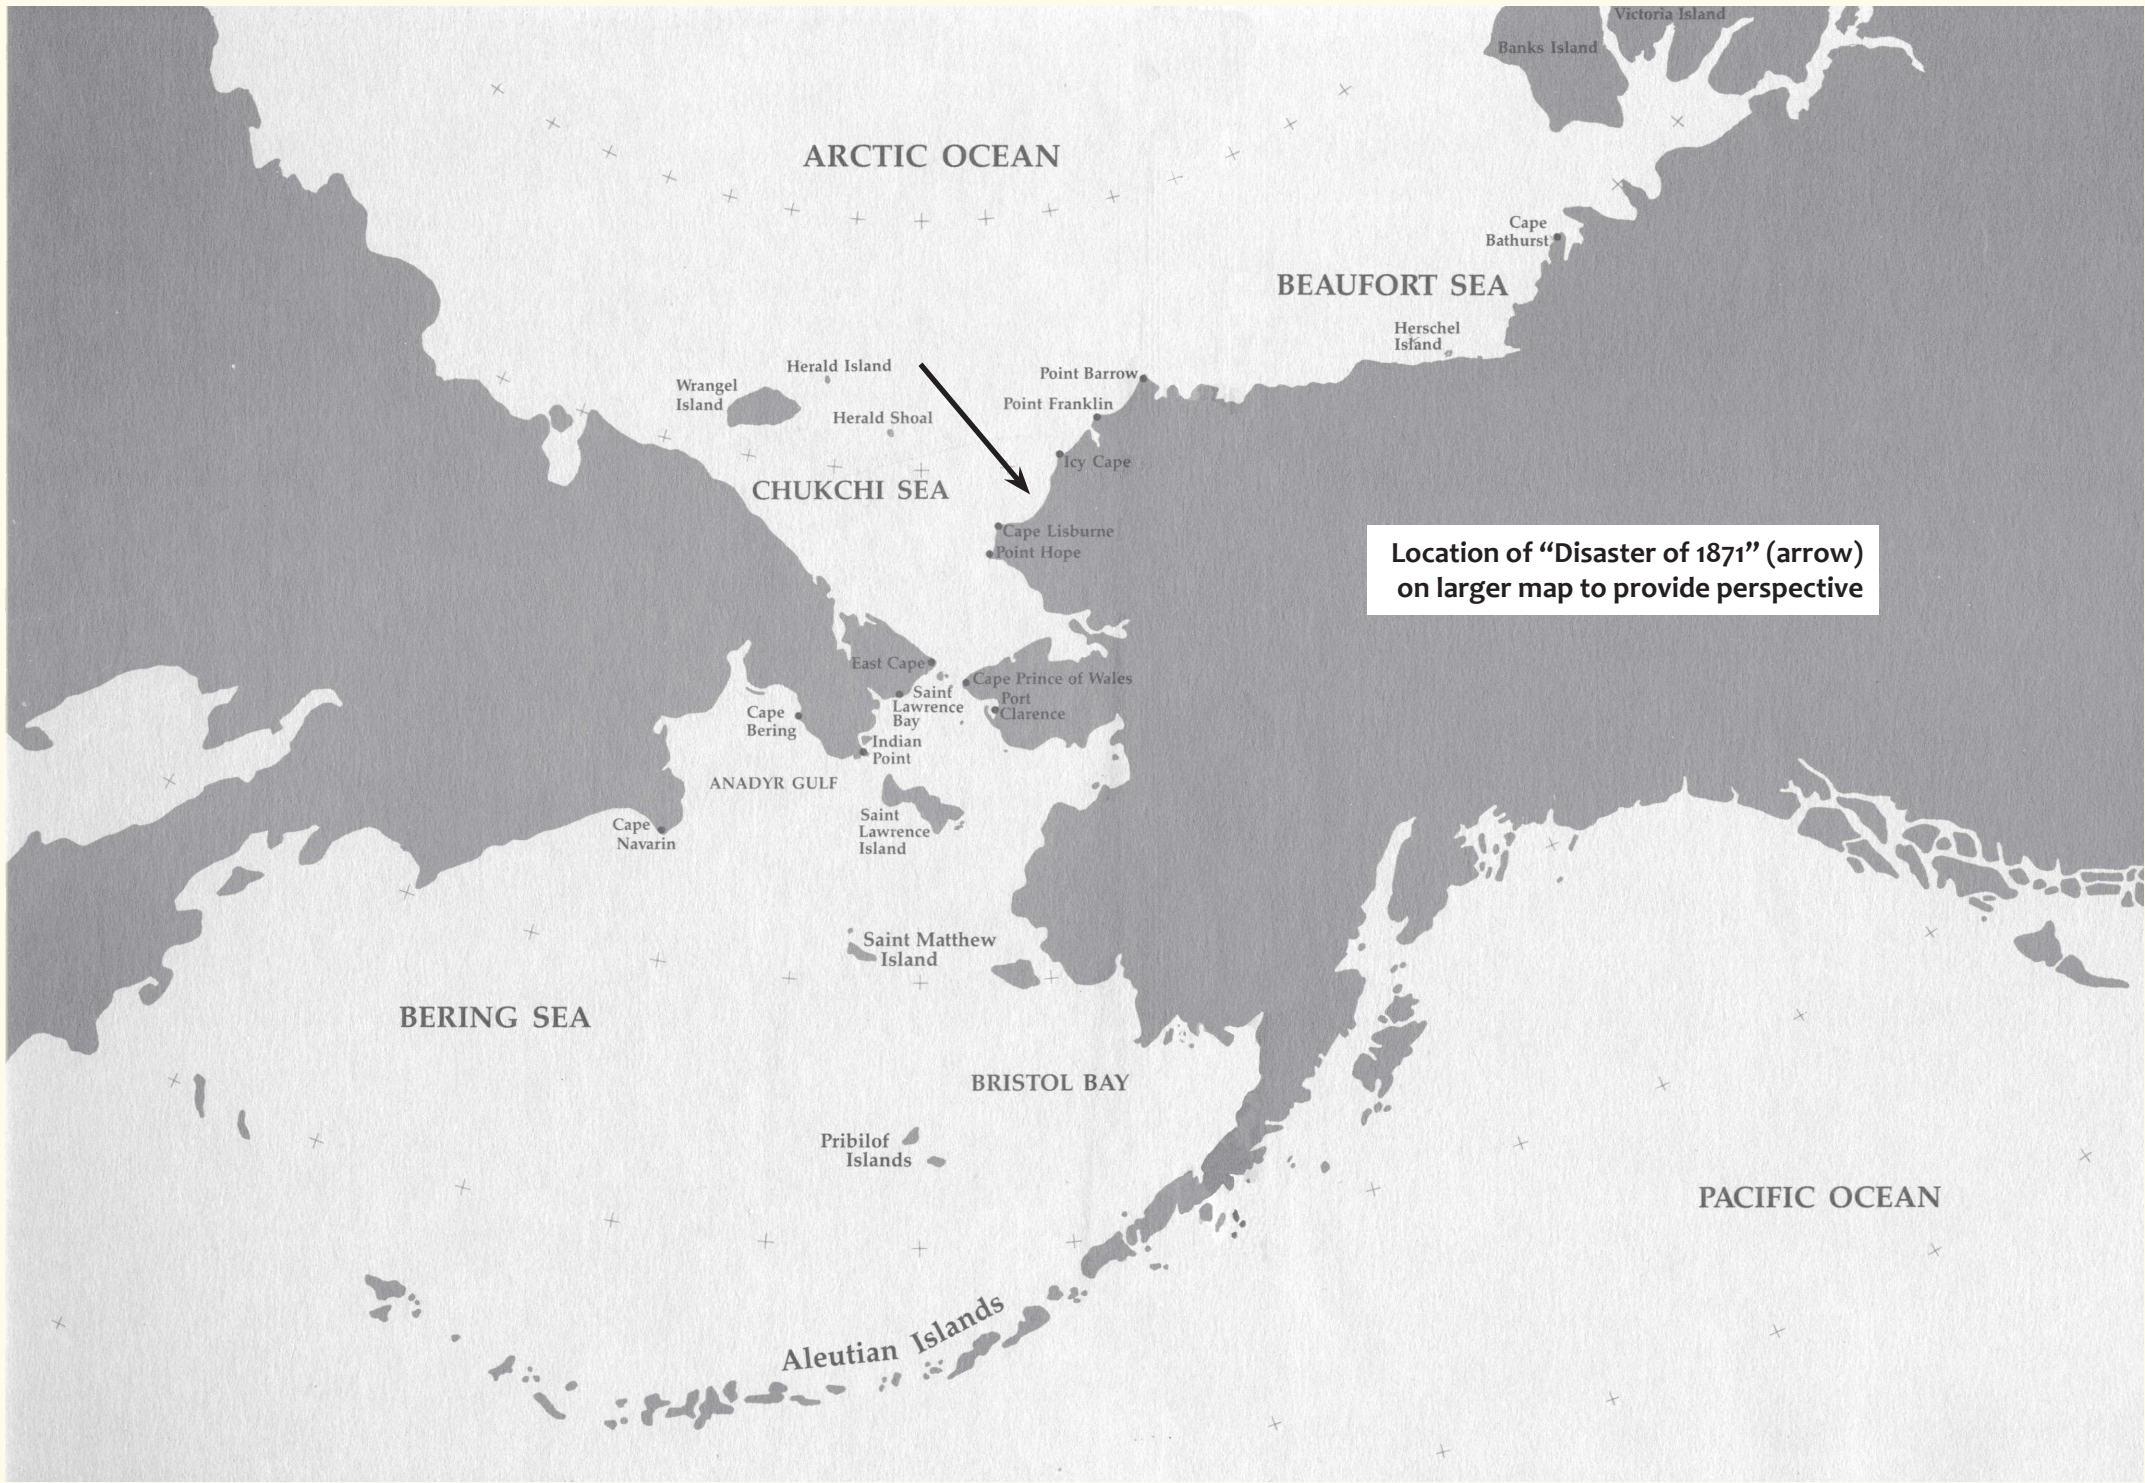 Victoria Island
Banks Island
ARCTIC OCEAN
Cape
Bathurst
BEAUFORT SEA
Herschel
Island
Herald Island
Point Barrow
Wrangel
Island
Point Franklin
Herald Shoal
Icy Cape
CHUKCHI SEA
Cape Lisburne
Point Hope
Location of “Disaster of 1871” (arrow)
on larger map to provide perspective
East Cape
Cape Prince of Wales
Sainf
Lawrence
Bay
Port
Clarence
Cape
Bering
Indian
Point
ANADYR GULF
Saint
Lawrence
Island
Cape
Navarin
Saint Matthew
Island
BERING SEA
BRISTOL BAY
Pribilof
Islands
PACIFIC OCEAN
Aleutian Islands